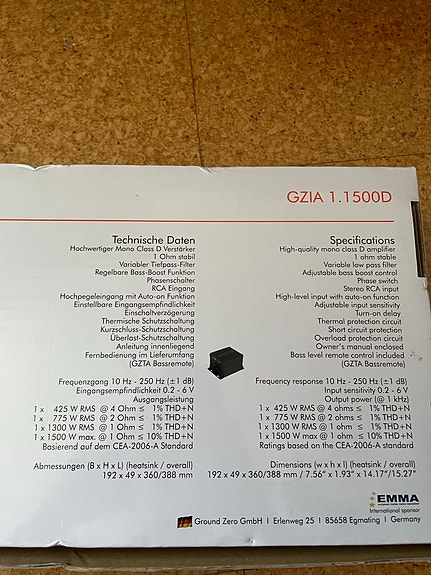 GZIA 1.1500D
Technische Daten
Hochwertiger Mono Class D Verstärker
1 Ohm stabil
Variabler Tiefpass-Filter
Regelbare Bass-Boost Funktion
Phasenschalter
RCA Eingang
Hochpegeleingang mit Auto-on Funktion
Einstellbare Eingangsempfindlichkeit
Einschaltverzögerung
Thermische Schutzschaltung
Kurzschluss-Schutzschaltung
Überlast-Schutzschaltung
Anleitung inenliegend
Fernbedienung im Lieferumfang
(GZTA Bassremote)
Frequenzgang 10 Hz - 250 Hz (±1 dB)
Eingangsempfindlichkeit 0.2 - 6 V
Ausgangsleistung
1 x 425 W RMS @ 4 Ohm ≤ 1% THD+N
1 x 775 W RMS @ 2 Ohm ≤ 1% THD+N
1 x 1300 W RMS @ 1 Ohm ≤ 1% THD+N
1 x 1500 W max. @ 1 Ohm ≤ 10% THD+N
Basierend auf dem CEA-2006-A Standard
Abmessungen (B x H x L) (heatsink / overall)
192 x 49 x 360/388 mm
Specifications
High-quality mono class D amplifier
1 ohm stable
Variable low pass filter
Adjustable bass boost control
Phase switch
Stereo RCA input
High-level input with auto-on function
Adjustable input sensitivity
Turn-on delay
Thermal protection circuit
Short circuit protection
Overload protection circuit
Owner's manual enclosed
Bass level remote control included
(GZTA Bassremote)
Frequency response 10 Hz - 250 Hz (±1 dB)
Input sensitivity 0.2 - 6 V
Output power (@ 1 kHz)
1 x 425 W RMS @ 4 ohms ≤ 1% THD+N
1 x 775 W RMS @ 2 ohms ≤ 1% THD+N
1 x 1300 W RMS @ 1 ohm ≤ 1% THD+N
1 x 1500 W max @ 1 ohm ≤ 10% THD+N
Ratings based on the CEA-2006-A Standard
Dimensions (w x h x l) (heatsink / overall)
192 x 49 x 360/388 mm / 7.56" x 1.93" x 14.17"/15.27"
EMMA
International sponsor
Ground Zero GmbH I Erlenweg 25 I 85658 Egmating I Germany